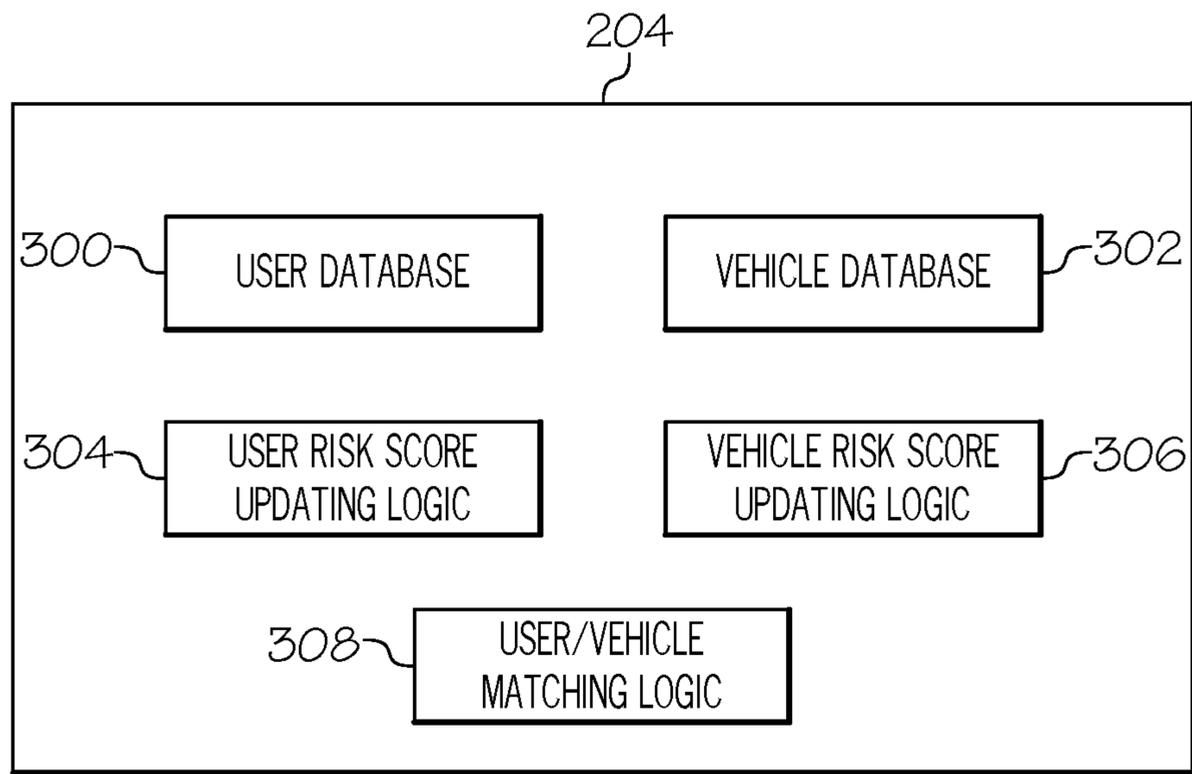 204
300
USER DATABASE
VEHICLE DATABASE
302
304
USER RISK SCORE
UPDATING LOGIC
VEHICLE RISK SCORE
UPDATING LOGIC
306
308
USER/VEHICLE
MATCHING LOGIC